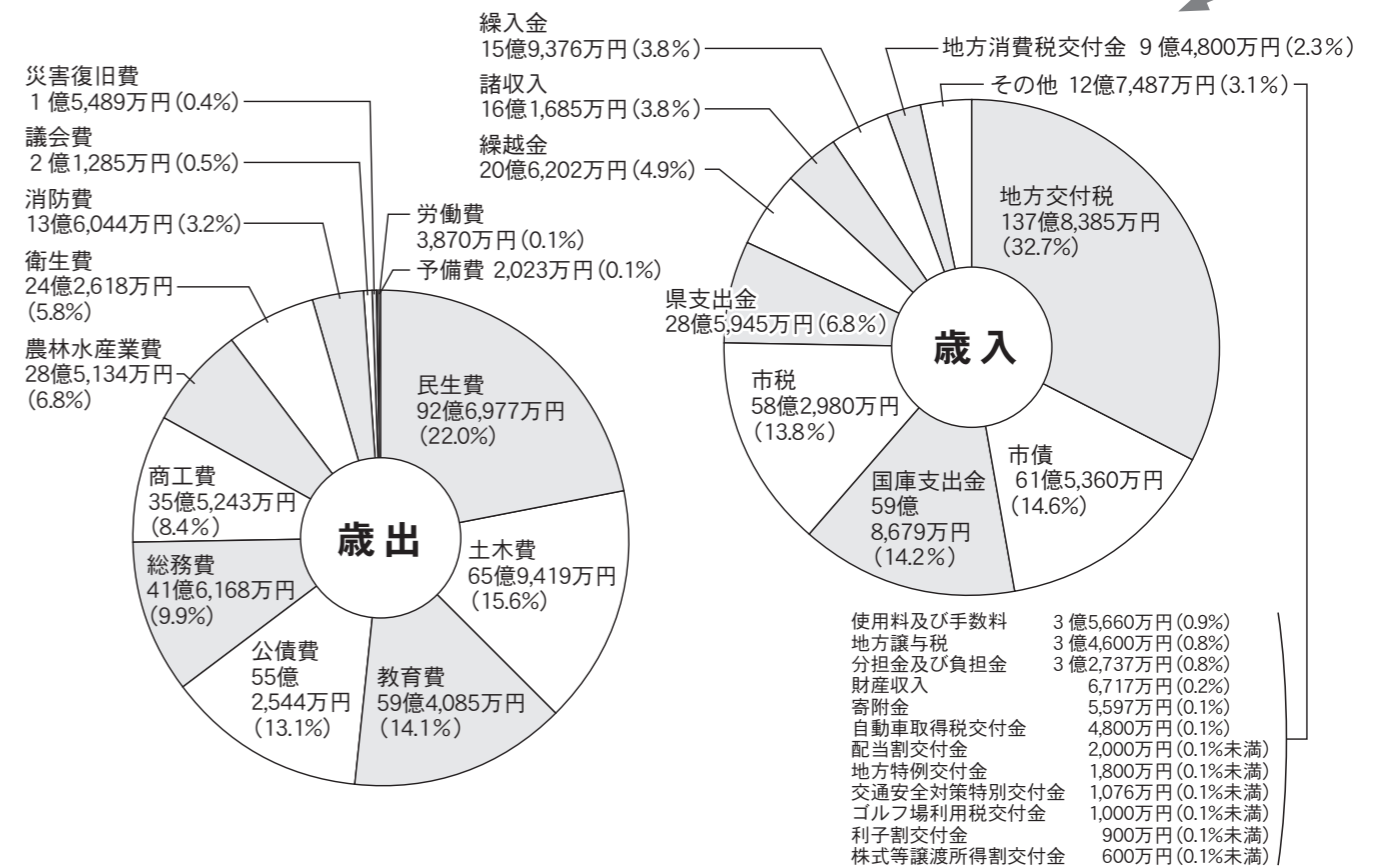 災害復旧費
1億5,489万円(0.4%)
議会費
2億1,285万円(0.5%)
消防費
13億6,044万円(3.2%)
衛生費
24億2,618万円
(5.8%)
農林水産業費
28億5,134万円
(6.8%)
商工費
35億5,243万円
(8.4%)
総務費
41億6,168万円
(9.9%)
公債費
55億
2,544万円
(13.1%)
教育費
59億4,085万円
(14.1%)
土木費
65億9,419万円
(15.6%)
民生費
92億6,977万円
(22.0%)
労働費
3,870万円(0.1%)
予備費 2,023万円(0.1%)
歳出
繰入金
15億9,376万円(3.8%)
諸収入
16億1,685万円(3.8%)
繰越金
20億6,202万円(4.9%)
県支出金
28億5,945万円(6.8%)
市税
58億2,980万円
(13.8%)
国庫支出金
59億
8,679万円
(14.2%)
市債
61億5,360万円
(14.6%)
地方交付税
137億8,385万円
(32.7%)
地方消費税交付金 9億4,800万円(2.3%)
その他 12億7,487万円(3.1%)
歳入
使用料及び手数料 3億5,660万円(0.9%)
地方譲与税 3億4,600万円(0.8%)
分担金及び負担金 3億2,737万円(0.8%)
財産収入 6,717万円(0.2%)
寄附金 5,597万円(0.1%)
自動車取得税交付金 4,800万円(0.1%)
配当割交付金 2,000万円(0.1%未満)
地方特例交付金 1,800万円(0.1%未満)
交通安全対策特別交付金 1,076万円(0.1%未満)
ゴルフ場利用税交付金 1,000万円(0.1%未満)
利子割交付金 900万円(0.1%未満)
株式等譲渡所得割交付金 600万円(0.1%未満)